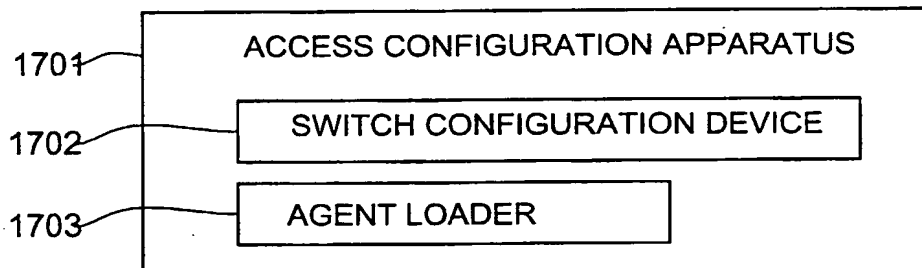 1701 ACCESS CONFIGURATION APPARATUS
1702 SWITCH CONFIGURATION DEVICE
1703 AGENT LOADER